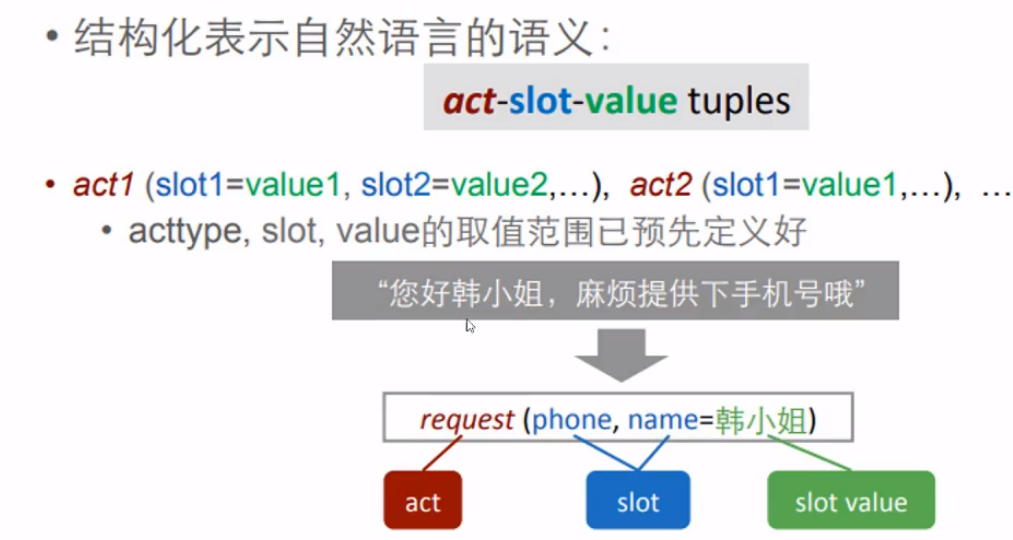 • 结构化表示自然语言的语义：
act-slot-value tuples
• act1 (slot1=value1, slot2=value2,…), act2 (slot1=value1,…), …
• acttype, slot, value的取值范围已预先定义好
“您好韩小姐，麻烦提供下手机号哦”
request (phone, name=韩小姐)
act slot slot value